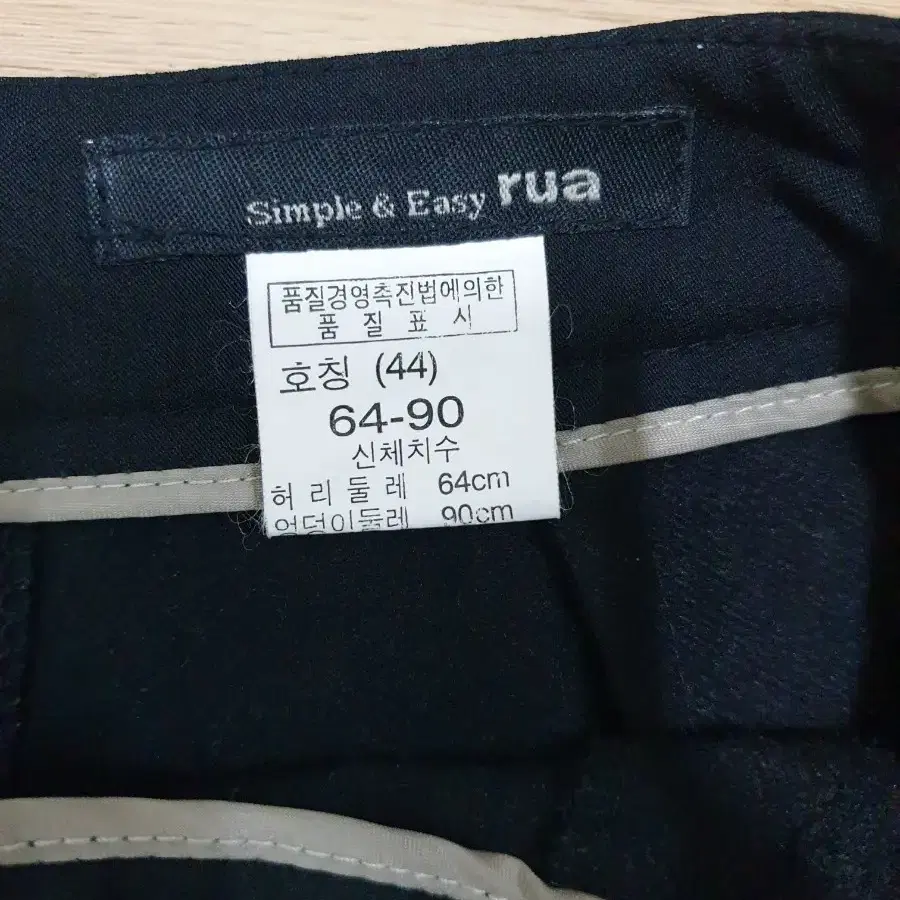 Simple & Easy rua
품질경영촉진법에의한
품 질 표 시
호칭 (44)
64-90
신체치수
허 리 둘 레 64cm
엉덩이둘레 90cm